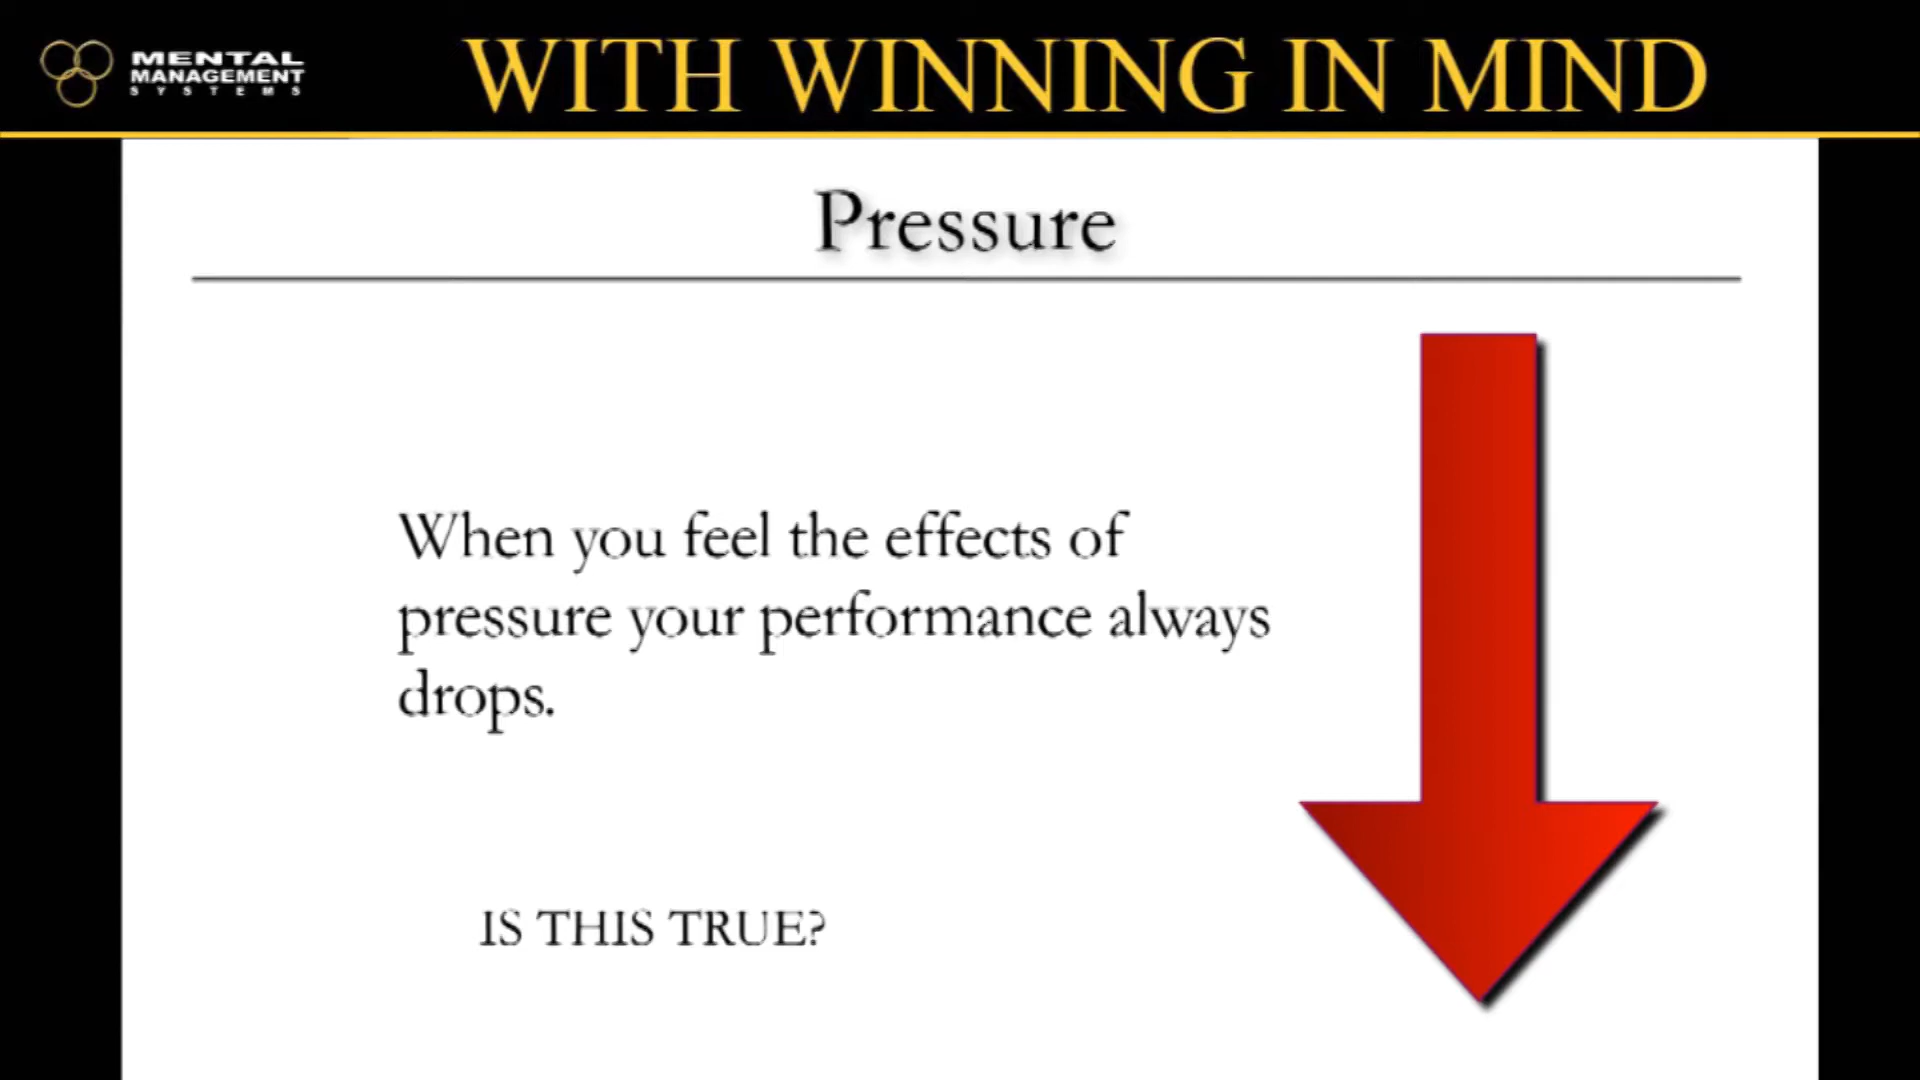 MENTAL
MANAGEMENT
SYSTEMS
WITH WINNING IN MIND
Pressure
When you feel the effects of
pressure your performance always
drops.
IS THIS TRUE?